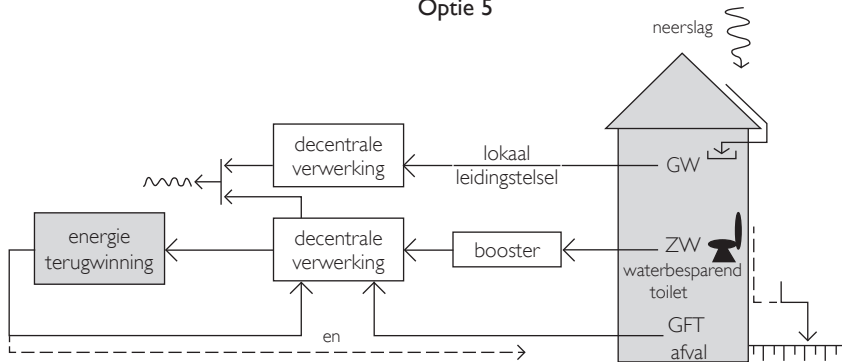 Optie 5
neerslag
decentrale
verwerking
lokaal
leidingstelsel
GW
energie
terugwinning
decentrale
verwerking
booster
ZW
waterbesparend
toilet
en
GFT
afval